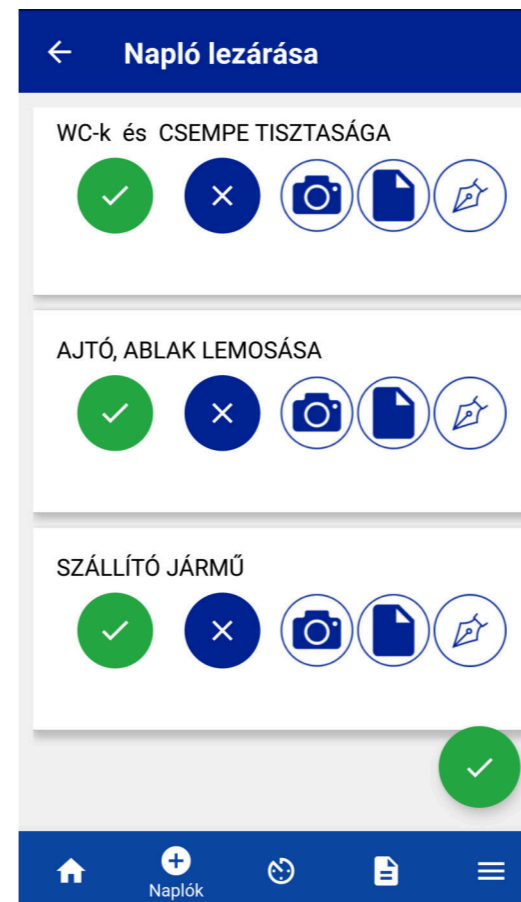 Napló lezárása
WC-k és CSEMPE TISZTASÁGA
AJTÓ, ABLAK LEMOSÁSA
SZÁLLÍTÓ JÁRMŰ
Naplók